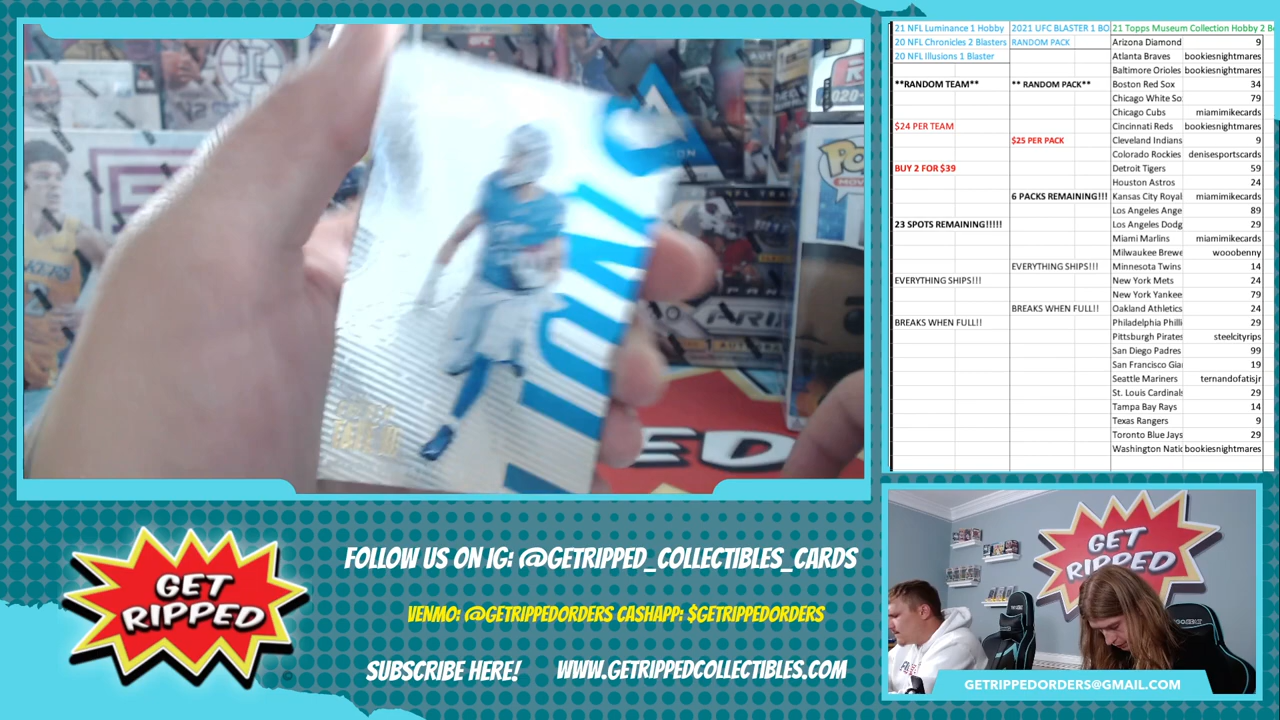 21 NFL Luminance 1 Hobby
20 NFL Chronicles 2 Blasters
20 NFL Illusions 1 Blaster
**RANDOM TEAM**
$24 PER TEAM
BUY 2 FOR $39
23 SPOTS REMAINING!!!!!
EVERYTHING SHIPS!!!
BREAKS WHEN FULL!!
2021 UFC BLASTER 1 BO
RANDOM PACK
** RANDOM PACK**
$25 PER PACK
6 PACKS REMAINING!!!
EVERYTHING SHIPS!!!
BREAKS WHEN FULL!!
21 Topps Museum Collection Hobby 2 B
Arizona Diamond 9
Atlanta Braves bookiesnightmares
Baltimore Orioles bookiesnightmares
Boston Red Sox 34
Chicago White So 79
Chicago Cubs miamimikecards
Cincinnati Reds bookiesnightmares
Cleveland Indians 9
Colorado Rockies denisesportscards
Detroit Tigers 59
Houston Astros 24
Kansas City Royal miamimikecards
Los Angeles Ange 89
Los Angeles Dodg 29
Miami Marlins miamimikecards
Milwaukee Brewe wooobenny
Minnesota Twins 14
New York Mets 24
New York Yankee 79
Oakland Athletics 24
Philadelphia Philli 29
Pittsburgh Pirates steelcityrips
San Diego Padres 99
San Francisco Gia 19
Seattle Mariners ternandofatisjr
St. Louis Cardinals 29
Tampa Bay Rays 14
Texas Rangers 9
Toronto Blue Jays 29
Washington Natio bookiesnightmares
GET
RIPPED
FOLLOW US ON IG: @GETRIPPED_COLLECTIBLES_CARDS
VENMO: @GETRIPPEDORDERS CASHAPP: $GETRIPPEDORDERS
SUBSCRIBE HERE! WWW.GETRIPPEDCOLLECTIBLES.COM
GET
RIPPED
GETRIPPEDORDERS@GMAIL.COM